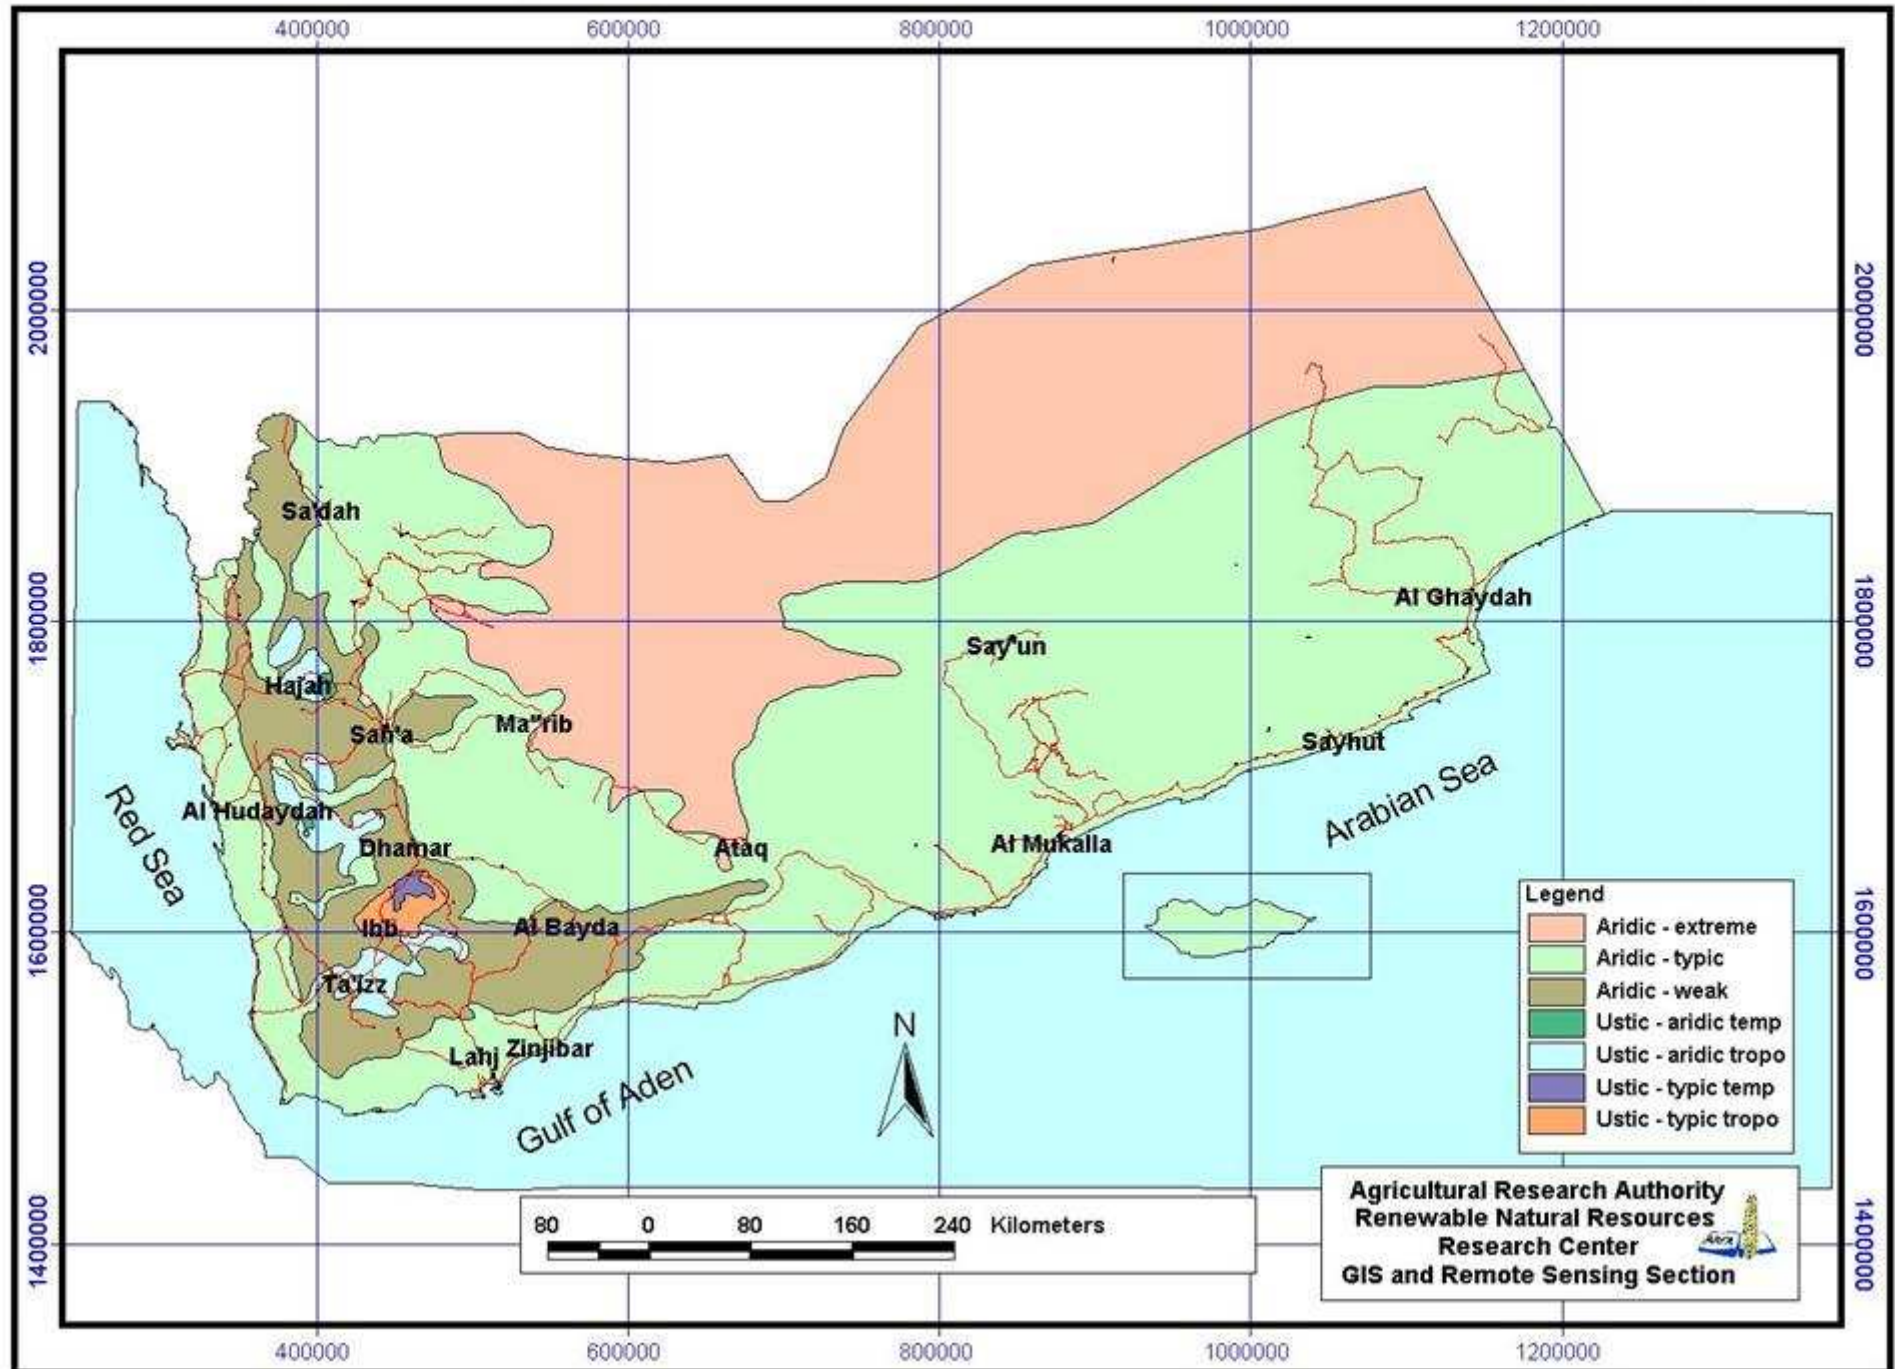 400000 600000 800000 1000000 1200000
2000000 2000000
1800000 1800000
1600000 1600000
1400000 1400000
Sa'dah
Al Ghaydah
Say'un
Hajah
Ma"rib
San'a
Sayhut
Al Hudaydah
Dhamar
Ataq
Al Mukalla
Ibb
Al Bayda
Ta'izz
Lahj
Zinjibar
Red Sea
Arabian Sea
Gulf of Aden
N
Legend
Aridic - extreme
Aridic - typic
Aridic - weak
Ustic - aridic temp
Ustic - aridic tropo
Ustic - typic temp
Ustic - typic tropo
80 0 80 160 240 Kilometers
Agricultural Research Authority
Renewable Natural Resources
Research Center
GIS and Remote Sensing Section
400000 600000 800000 1000000 1200000